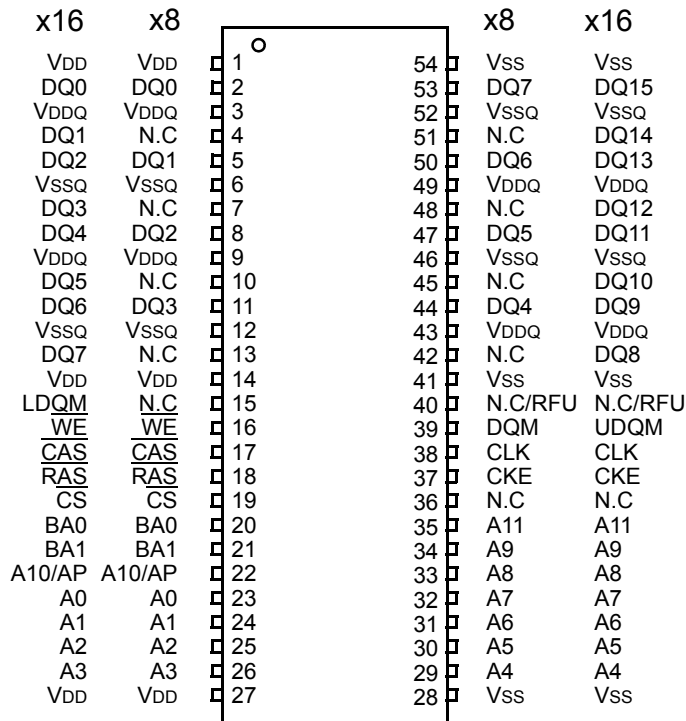 x16 x8 x8 x16
VDD VDD 1 54 VSS VSS
DQ0 DQ0 2 53 DQ7 DQ15
VDDQ VDDQ 3 52 VSSQ VSSQ
DQ1 N.C 4 51 N.C DQ14
DQ2 DQ1 5 50 DQ6 DQ13
VSSQ VSSQ 6 49 VDDQ VDDQ
DQ3 N.C 7 48 N.C DQ12
DQ4 DQ2 8 47 DQ5 DQ11
VDDQ VDDQ 9 46 VSSQ VSSQ
DQ5 N.C 10 45 N.C DQ10
DQ6 DQ3 11 44 DQ4 DQ9
VSSQ VSSQ 12 43 VDDQ VDDQ
DQ7 N.C 13 42 N.C DQ8
VDD VDD 14 41 VSS VSS
LDQM N.C 15 40 N.C/RFU N.C/RFU
WE WE 16 39 DQM UDQM
CAS CAS 17 38 CLK CLK
RAS RAS 18 37 CKE CKE
CS CS 19 36 N.C N.C
BA0 BA0 20 35 A11 A11
BA1 BA1 21 34 A9 A9
A10/AP A10/AP 22 33 A8 A8
A0 A0 23 32 A7 A7
A1 A1 24 31 A6 A6
A2 A2 25 30 A5 A5
A3 A3 26 29 A4 A4
VDD VDD 27 28 VSS VSS